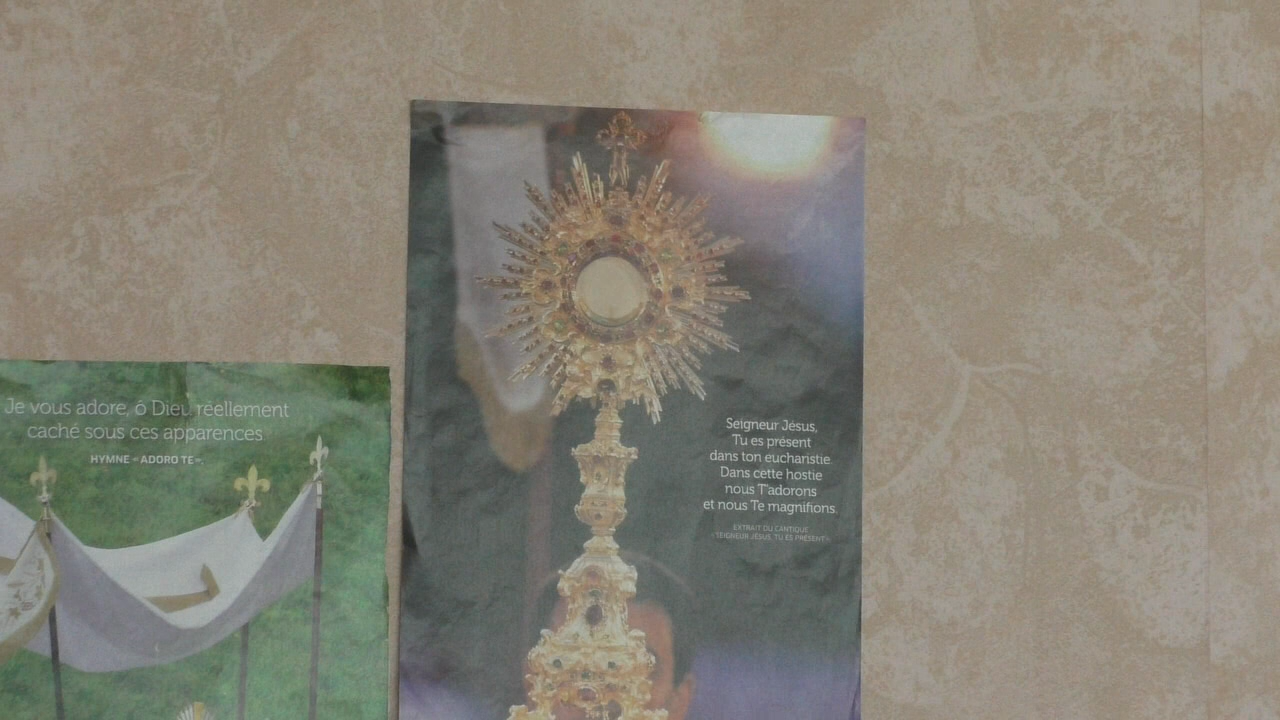 Je vous adore, ô Dieu réellement
caché sous ces apparences.
HYMNE «ADORO TE».
Seigneur Jésus,
Tu es présent
dans ton eucharistie.
Dans cette hostie
nous T'adorons
et nous Te magnifions.
EXTRAIT DU CANTIQUE
«SEIGNEUR JÉSUS, TU ES PRÉSENT».